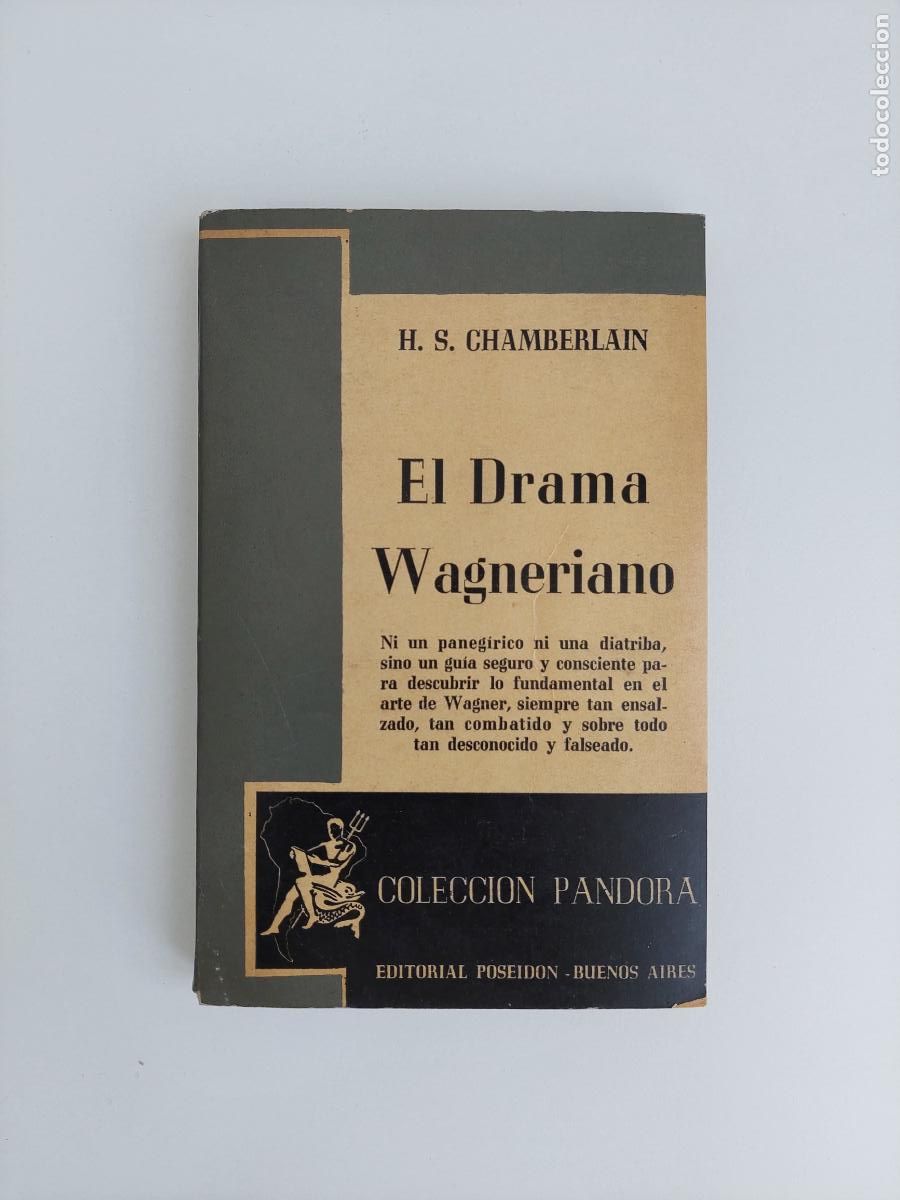 todocoleccion
H. S. CHAMBERLAIN
El Drama
Wagneriano
Ni un panegírico ni una diatriba,
sino un guía seguro y consciente pa-
ra descubrir lo fundamental en el
arte de Wagner, siempre tan ensal-
zado, tan combatido y sobre todo
tan desconocido y falseado.
COLECCION PANDORA
EDITORIAL POSEIDON - BUENOS AIRES